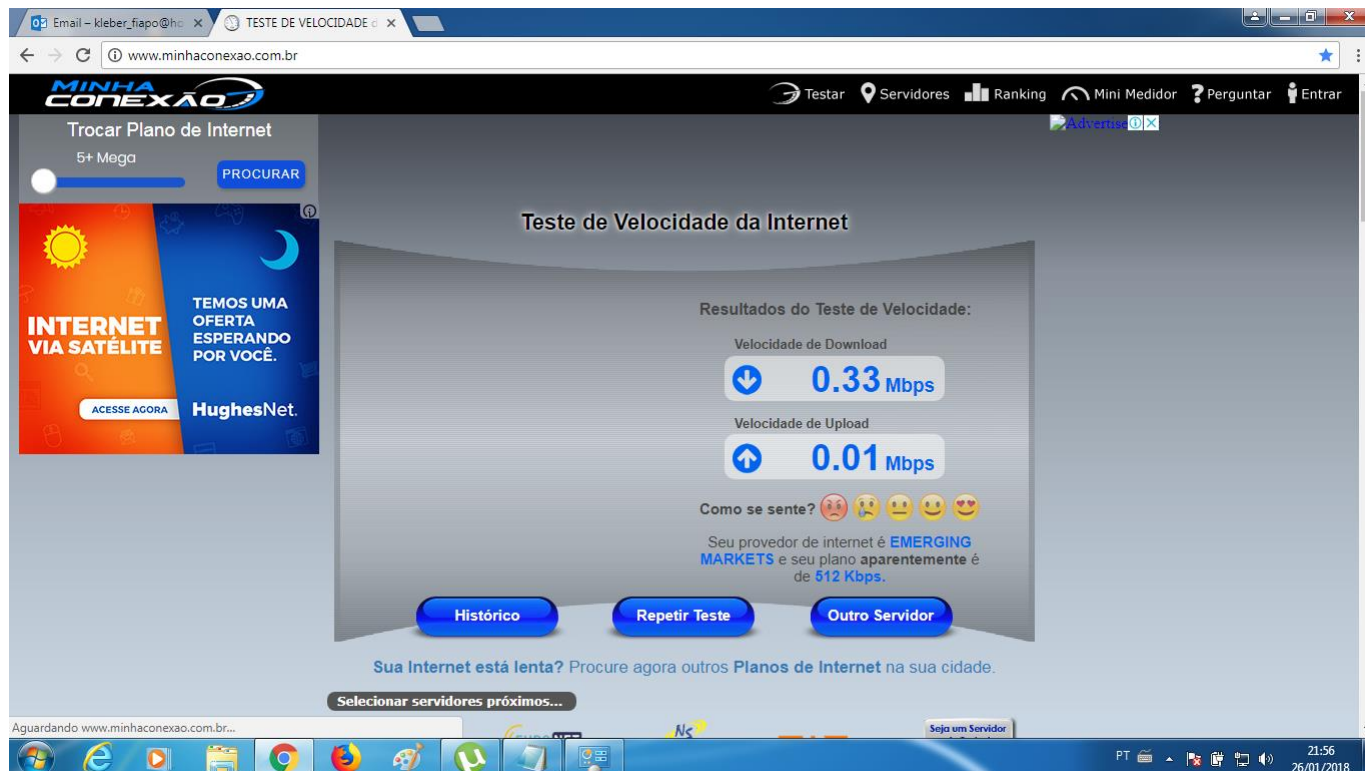 Email – kleber_fiapo@ho
TESTE DE VELOCIDADE d
www.minhaconexao.com.br
MINHA
CONEXÃO
Testar
Servidores
Ranking
Mini Medidor
Perguntar
Entrar
Trocar Plano de Internet
5+ Mega
PROCURAR
Advertise
INTERNET
VIA SATÉLITE
ACESSE AGORA
TEMOS UMA
OFERTA
ESPERANDO
POR VOCÊ.
HughesNet.
Teste de Velocidade da Internet
Resultados do Teste de Velocidade:
Velocidade de Download
0.33 Mbps
Velocidade de Upload
0.01 Mbps
Como se sente?
Seu provedor de internet é EMERGING
MARKETS e seu plano aparentemente é
de 512 Kbps.
Histórico
Repetir Teste
Outro Servidor
Sua Internet está lenta? Procure agora outros Planos de Internet na sua cidade.
Selecionar servidores próximos...
Seja um Servidor
Aguardando www.minhaconexao.com.br...
PT
21:56
26/01/2018